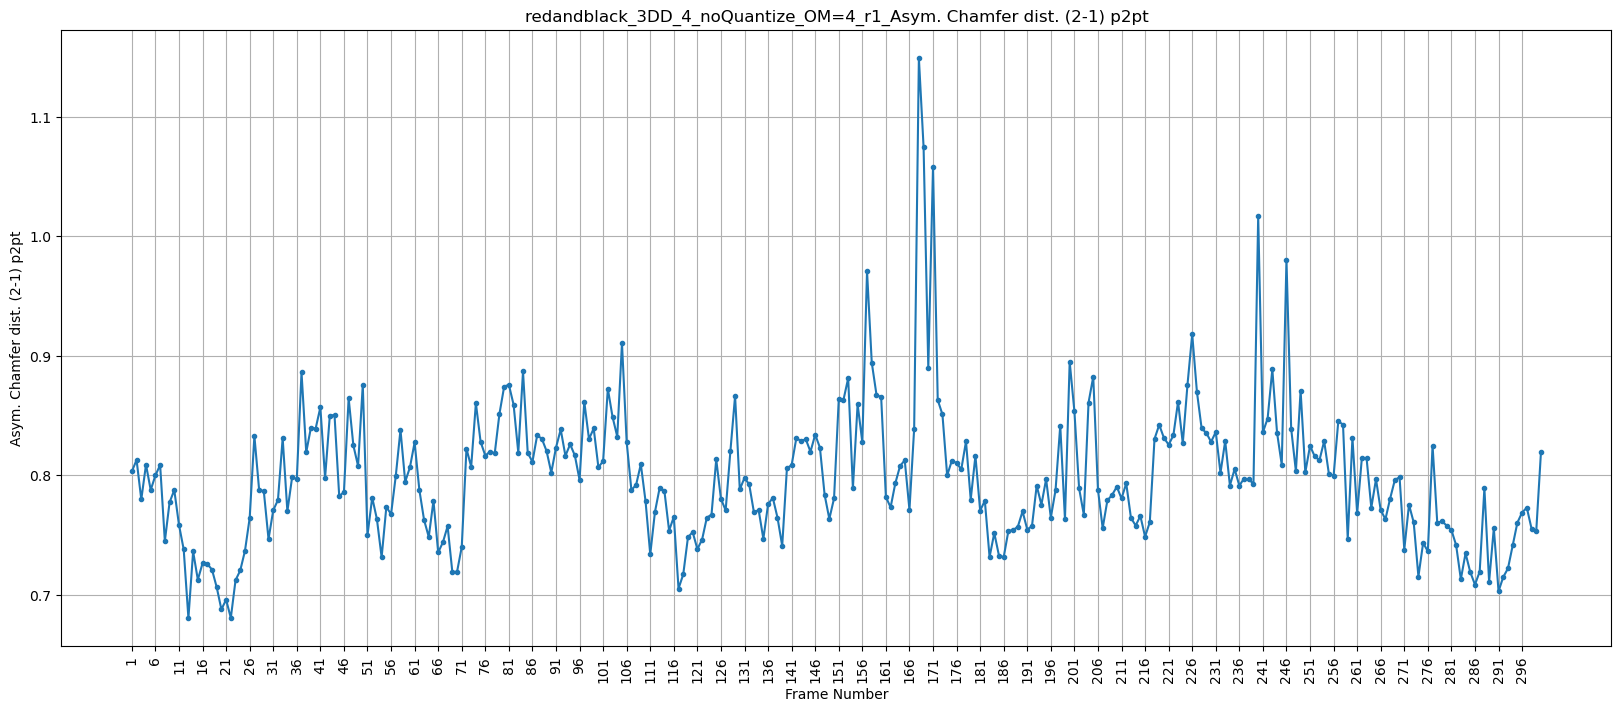 redandblack_3DD_4_noQuantize_OM=4_r1_Asym. Chamfer dist. (2-1) p2pt
Asym. Chamfer dist. (2-1) p2pt
1.1
1.0
0.9
0.8
0.7
1 6 11 16 21 26 31 36 41 46 51 56 61 66 71 76 81 86 91 96 101 106 111 116 121 126 131 136 141 146 151 156 161 166 171 176 181 186 191 196 201 206 211 216 221 226 231 236 241 246 251 256 261 266 271 276 281 286 291 296
Frame Number